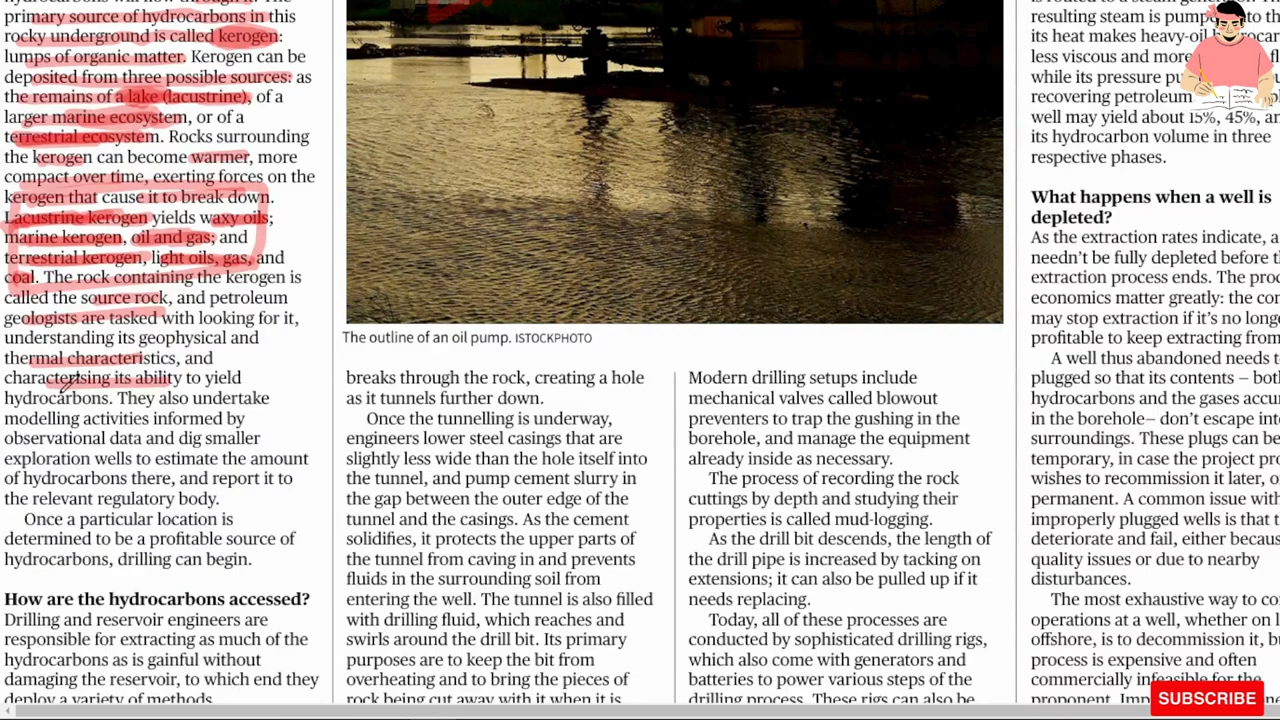 primary source of hydrocarbons in this
rocky underground is called kerogen:
lumps of organic matter. Kerogen can be
deposited from three possible sources: as
the remains of a lake (lacustrine), of a
larger marine ecosystem, or of a
terrestrial ecosystem. Rocks surrounding
the kerogen can become warmer, more
compact over time, exerting forces on the
kerogen that cause it to break down.
Lacustrine kerogen yields waxy oils;
marine kerogen, oil and gas; and
terrestrial kerogen, light oils, gas, and
coal. The rock containing the kerogen is
called the source rock, and petroleum
geologists are tasked with looking for it,
understanding its geophysical and
thermal characteristics, and
characterising its ability to yield
hydrocarbons. They also undertake
modelling activities informed by
observational data and dig smaller
exploration wells to estimate the amount
of hydrocarbons there, and report it to
the relevant regulatory body.
Once a particular location is
determined to be a profitable source of
hydrocarbons, drilling can begin.
How are the hydrocarbons accessed?
Drilling and reservoir engineers are
responsible for extracting as much of the
hydrocarbons as is gainful without
damaging the reservoir, to which end they
deploy a variety of methods.
The outline of an oil pump. ISTOCKPHOTO
breaks through the rock, creating a hole
as it tunnels further down.
Once the tunnelling is underway,
engineers lower steel casings that are
slightly less wide than the hole itself into
the tunnel, and pump cement slurry in
the gap between the outer edge of the
tunnel and the casings. As the cement
solidifies, it protects the upper parts of
the tunnel from caving in and prevents
fluids in the surrounding soil from
entering the well. The tunnel is also filled
with drilling fluid, which reaches and
swirls around the drill bit. Its primary
purposes are to keep the bit from
overheating and to bring the pieces of
rock being cut away with it when it is
Modern drilling setups include
mechanical valves called blowout
preventers to trap the gushing in the
borehole, and manage the equipment
already inside as necessary.
The process of recording the rock
cuttings by depth and studying their
properties is called mud-logging.
As the drill bit descends, the length of
the drill pipe is increased by tacking on
extensions; it can also be pulled up if it
needs replacing.
Today, all of these processes are
conducted by sophisticated drilling rigs,
which also come with generators and
batteries to power various steps of the
drilling process. These rigs can also be
resulting steam is
its heat makes heavy-oil
less viscous and more
while its pressure
recovering petroleum
well may yield about 15%, 45%,
its hydrocarbon volume in three
respective phases.
What happens when a well is
depleted?
As the extraction rates indicate, a
needn't be fully depleted before
extraction process ends. The
economics matter greatly: the
may stop extraction if it's no
profitable to keep extracting from
A well thus abandoned needs
plugged so that its contents –
hydrocarbons and the gases
in the borehole– don't escape
surroundings. These plugs can
temporary, in case the project
wishes to recommission it later,
permanent. A common issue
improperly plugged wells is that
deteriorate and fail, either
quality issues or due to nearby
disturbances.
The most exhaustive way to
operations at a well, whether on
offshore, is to decommission it,
process is expensive and often
commercially infeasible for the
proponent.
SUBSCRIBE